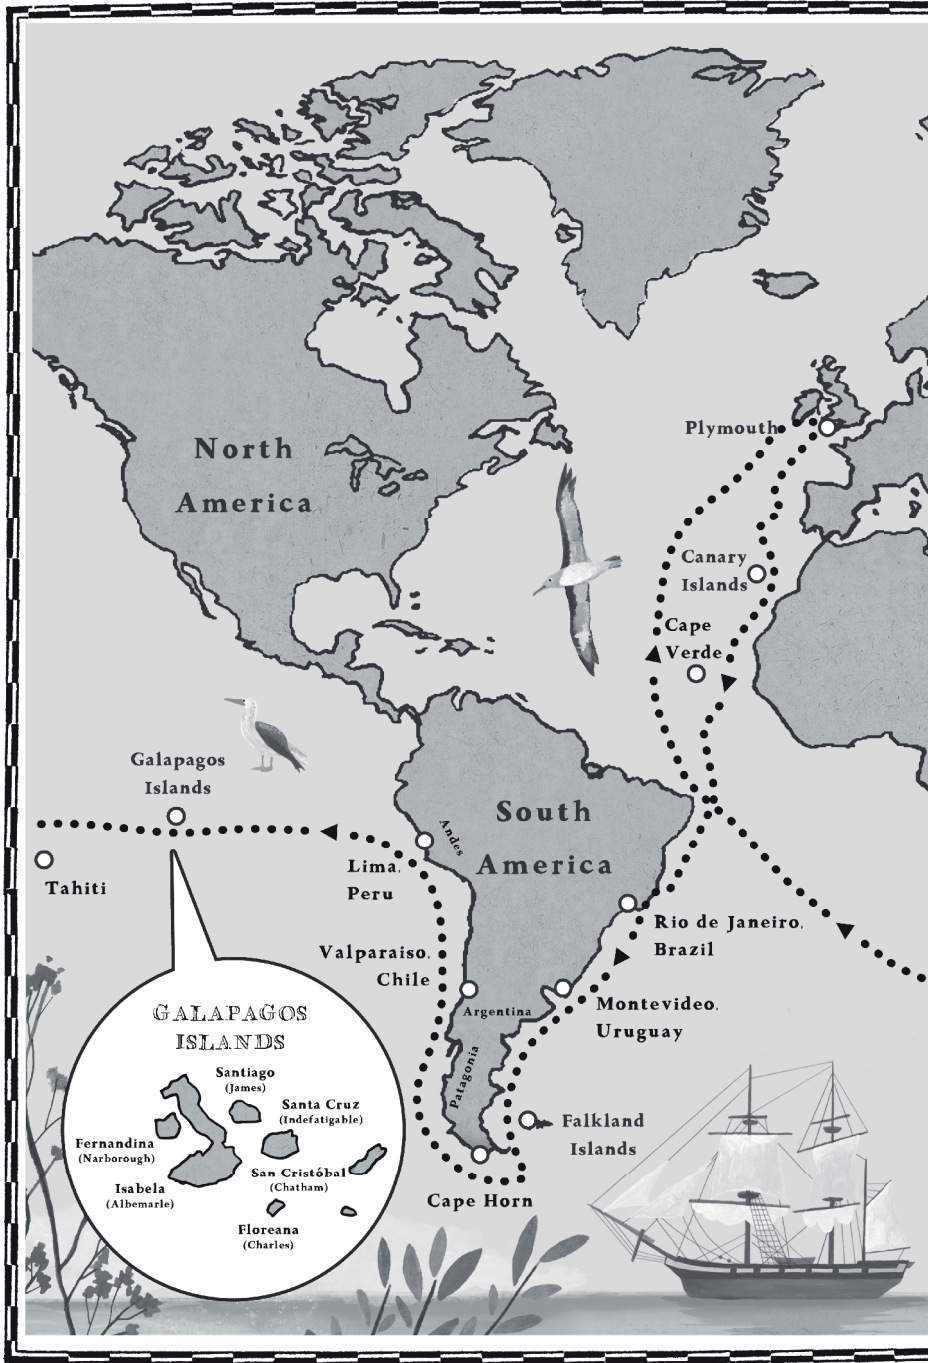 North
America
Plymouth
Canary
Islands
Cape
Verde
Galapagos
Islands
South
America
Andes
Lima,
Peru
Tahiti
Rio de Janeiro,
Brazil
Valparaiso,
Chile
Argentina
Montevideo,
Uruguay
Patagonia
Falkland
Islands
Cape Horn
GALAPAGOS
ISLANDS
Santiago
(James)
Santa Cruz
(Indefatigable)
Fernandina
(Narborough)
San Cristóbal
(Chatham)
Isabela
(Albemarle)
Floreana
(Charles)